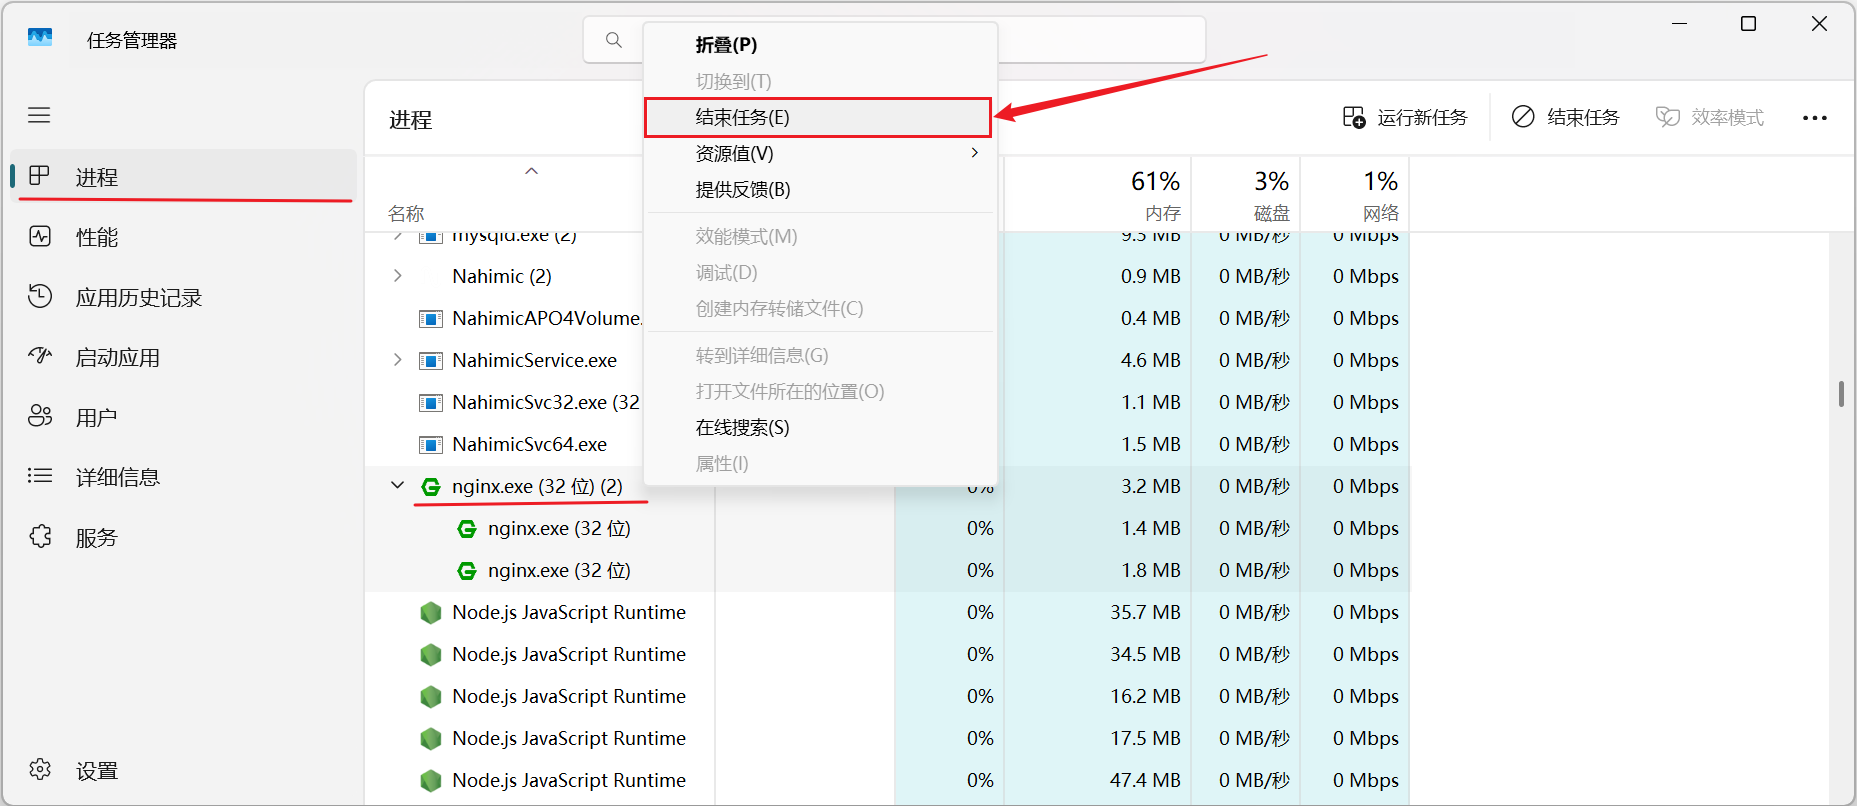 任务管理器
折叠(P)
切换到(T)
结束任务(E)
资源值(V)
提供反馈(B)
效能模式(M)
调试(D)
创建内存转储文件(C)
转到详细信息(G)
打开文件所在的位置(O)
在线搜索(S)
属性(I)
进程
性能
应用历史记录
启动应用
用户
详细信息
服务
设置
进程
运行新任务
结束任务
效率模式
61% 3% 1%
名称 内存 磁盘 网络
mysqld.exe (2) 9.3 MB 0 MB/秒 0 Mbps
Nahimic (2) 0.9 MB 0 MB/秒 0 Mbps
NahimicAPO4Volume. 0.4 MB 0 MB/秒 0 Mbps
NahimicService.exe 4.6 MB 0 MB/秒 0 Mbps
NahimicSvc32.exe (32 1.1 MB 0 MB/秒 0 Mbps
NahimicSvc64.exe 1.5 MB 0 MB/秒 0 Mbps
nginx.exe (32 位) (2) 0% 3.2 MB 0 MB/秒 0 Mbps
nginx.exe (32 位) 0% 1.4 MB 0 MB/秒 0 Mbps
nginx.exe (32 位) 0% 1.8 MB 0 MB/秒 0 Mbps
Node.js JavaScript Runtime 0% 35.7 MB 0 MB/秒 0 Mbps
Node.js JavaScript Runtime 0% 34.5 MB 0 MB/秒 0 Mbps
Node.js JavaScript Runtime 0% 16.2 MB 0 MB/秒 0 Mbps
Node.js JavaScript Runtime 0% 17.5 MB 0 MB/秒 0 Mbps
Node.js JavaScript Runtime 0% 47.4 MB 0 MB/秒 0 Mbps